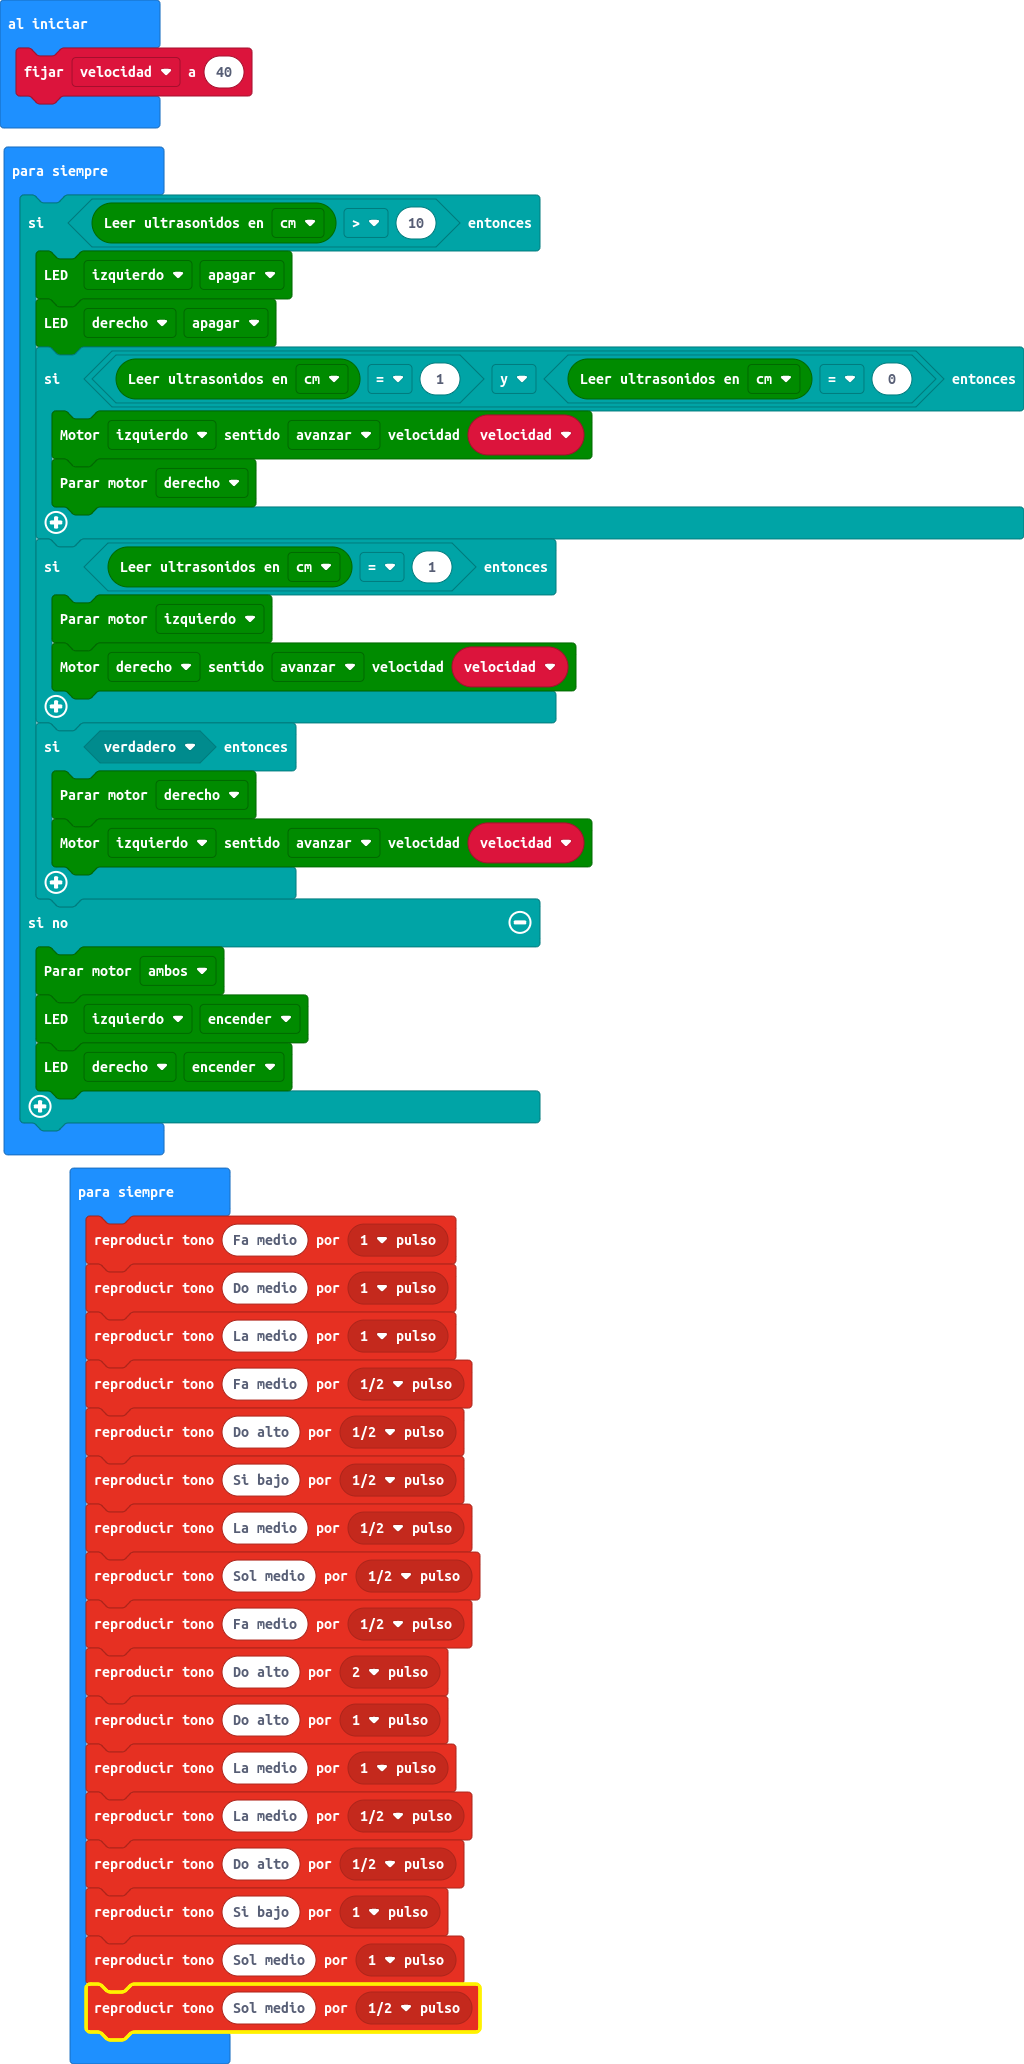 al iniciar
fijar velocidad a 40
para siempre
si Leer ultrasonidos en cm > 10 entonces
LED izquierdo apagar
LED derecho apagar
si Leer ultrasonidos en cm = 1 y Leer ultrasonidos en cm = 0 entonces
Motor izquierdo sentido avanzar velocidad velocidad
Parar motor derecho
si Leer ultrasonidos en cm = 1 entonces
Parar motor izquierdo
Motor derecho sentido avanzar velocidad velocidad
si verdadero entonces
Parar motor derecho
Motor izquierdo sentido avanzar velocidad velocidad
si no
Parar motor ambos
LED izquierdo encender
LED derecho encender
para siempre
reproducir tono Fa medio por 1 pulso
reproducir tono Do medio por 1 pulso
reproducir tono La medio por 1 pulso
reproducir tono Fa medio por 1/2 pulso
reproducir tono Do alto por 1/2 pulso
reproducir tono Si bajo por 1/2 pulso
reproducir tono La medio por 1/2 pulso
reproducir tono Sol medio por 1/2 pulso
reproducir tono Fa medio por 1/2 pulso
reproducir tono Do alto por 2 pulso
reproducir tono Do alto por 1 pulso
reproducir tono La medio por 1 pulso
reproducir tono La medio por 1/2 pulso
reproducir tono Do alto por 1/2 pulso
reproducir tono Si bajo por 1 pulso
reproducir tono Sol medio por 1 pulso
reproducir tono Sol medio por 1/2 pulso